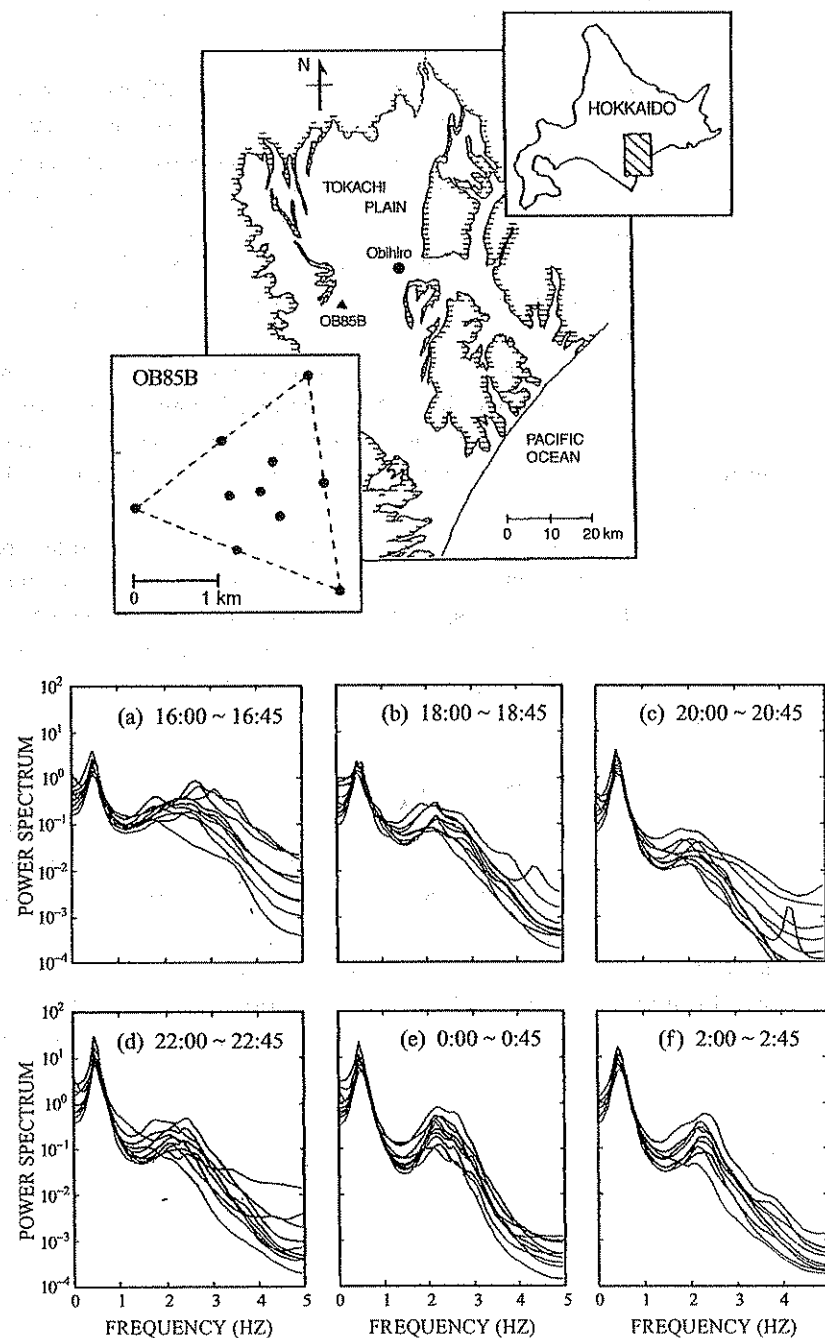 HOKKAIDO
N
TOKACHI
PLAIN
Obihiro
OB85B
OB85B
PACIFIC
OCEAN
0 10 20 km
0 1 km
POWER SPECTRUM
10² 10¹ 10⁰ 10⁻¹ 10⁻² 10⁻³ 10⁻⁴
(a) 16:00 ~ 16:45
(b) 18:00 ~ 18:45
(c) 20:00 ~ 20:45
POWER SPECTRUM
10² 10¹ 10⁰ 10⁻¹ 10⁻² 10⁻³ 10⁻⁴
(d) 22:00 ~ 22:45
(e) 0:00 ~ 0:45
(f) 2:00 ~ 2:45
0 1 2 3 4 5
0 1 2 3 4 5
0 1 2 3 4
FREQUENCY (HZ)
FREQUENCY (HZ)
FREQUENCY (HZ)